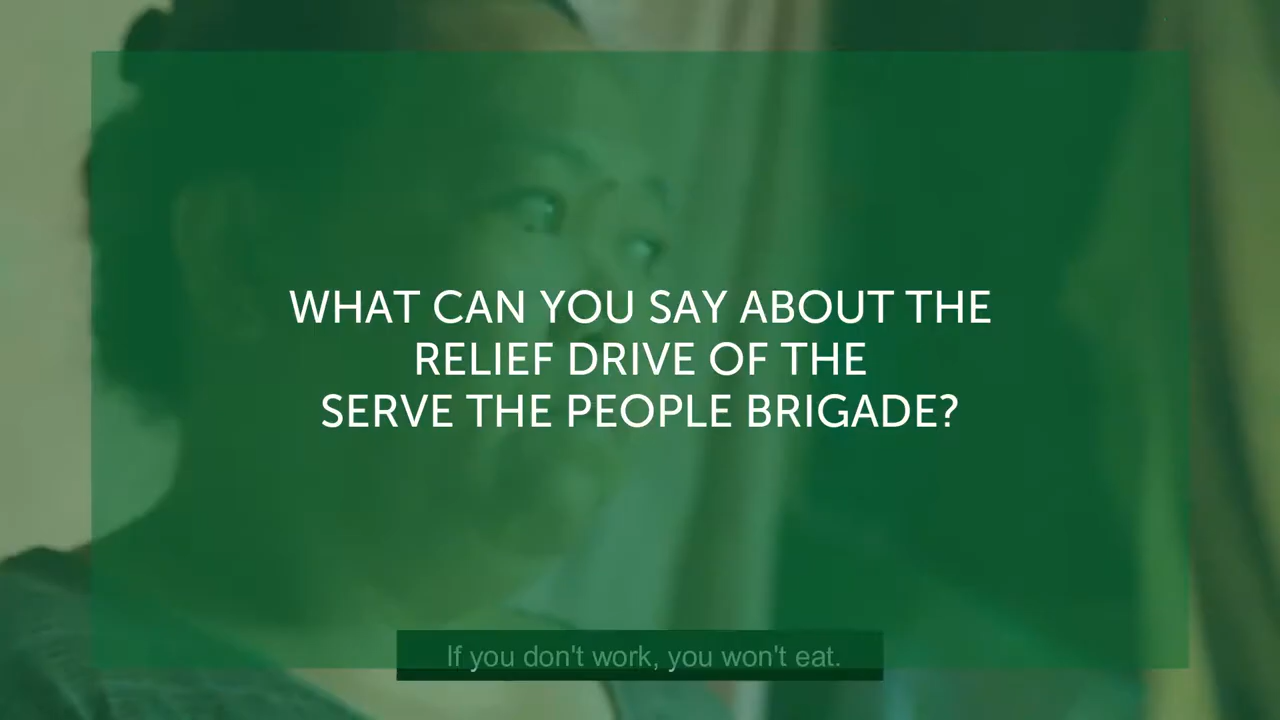 WHAT CAN YOU SAY ABOUT THE
RELIEF DRIVE OF THE
SERVE THE PEOPLE BRIGADE?
If you don't work, you won't eat.